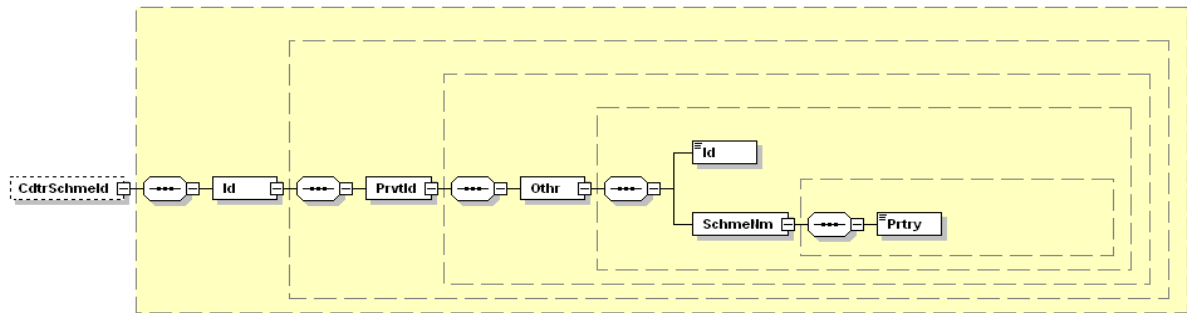 Id
CdtrSchmeId
Id
PrvtId
Othr
SchmeNm
Prtry